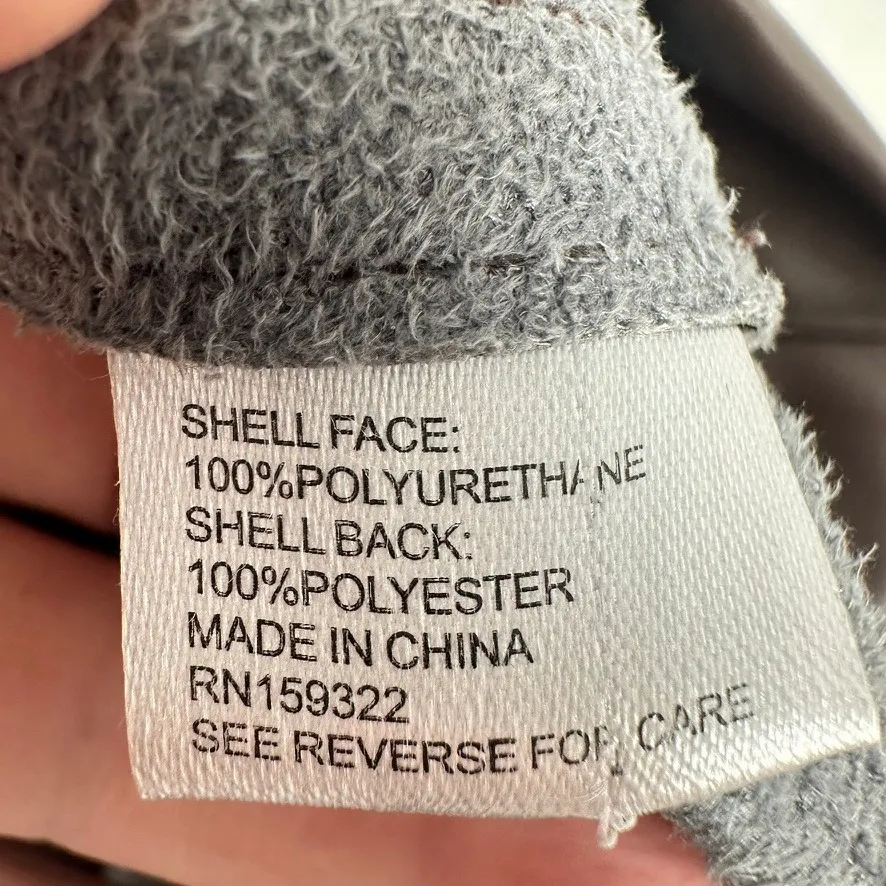 SHELL FACE:
100%POLYURETHANE
SHELL BACK:
100%POLYESTER
MADE IN CHINA
RN159322
SEE REVERSE FOR CARE